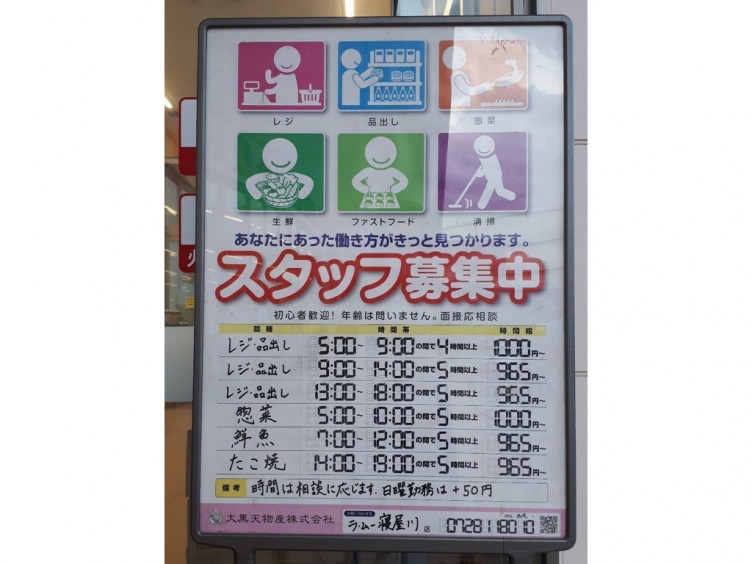 レジ 品出し 惣菜
生鮮 ファストフード 清掃
あなたにあった働き方がきっと見つかります。
スタッフ募集中
初心者歓迎!年齢は問いません。面接応相談
職種 時間帯 時間給
レジ・品出し 5:00~9:00の間で4時間以上 1000円~
レジ・品出し 9:00~14:00の間で5時間以上 965円~
レジ・品出し 13:00~18:00の間で5時間以上 965円~
惣菜 5:00~10:00の間で5時間以上 1000円~
鮮魚 7:00~12:00の間で5時間以上 965円~
たこ焼 14:00~19:00の間で5時間以上 965円~
備考 時間は相談に応じます。日曜勤務は+50円
大黒天物産株式会社 ラ・ムー寝屋川店 0728118010